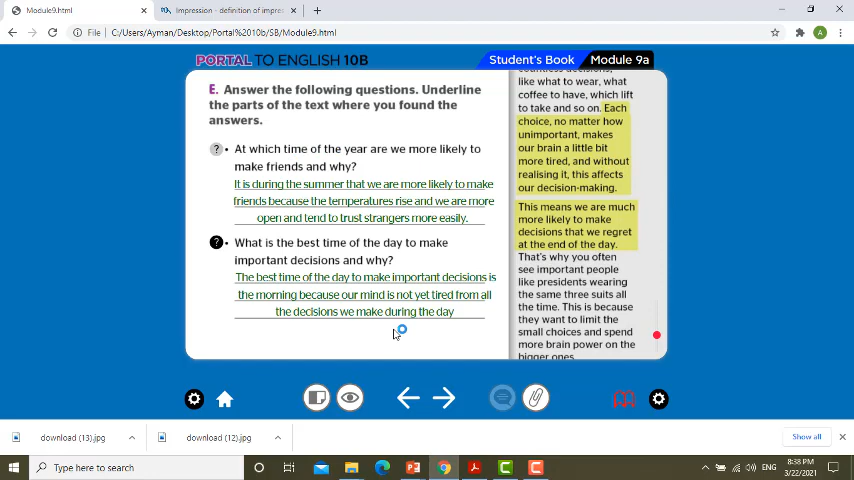 Module9.html
Impression - definition of impres
File
C:/Users/Ayman/Desktop/Portal%2010b/SB/Module9.html
A
PORTAL TO ENGLISH 10B
Student's Book
Module 9a
E. Answer the following questions. Underline
the parts of the text where you found the
answers.
? • At which time of the year are we more likely to
make friends and why?
It is during the summer that we are more likely to make
friends because the temperatures rise and we are more
open and tend to trust strangers more easily.
? • What is the best time of the day to make
important decisions and why?
The best time of the day to make important decisions is
the morning because our mind is not yet tired from all
the decisions we make during the day
countless decisions,
like what to wear, what
coffee to have, which lift
to take and so on. Each
choice, no matter how
unimportant, makes
our brain a little bit
more tired, and without
realising it, this affects
our decision-making.
This means we are much
more likely to make
decisions that we regret
at the end of the day.
That's why you often
see important people
like presidents wearing
the same three suits all
the time. This is because
they want to limit the
small choices and spend
more brain power on the
bigger ones.
download (13).jpg
download (12).jpg
Show all
Type here to search
ENG
8:38 PM
3/22/2021